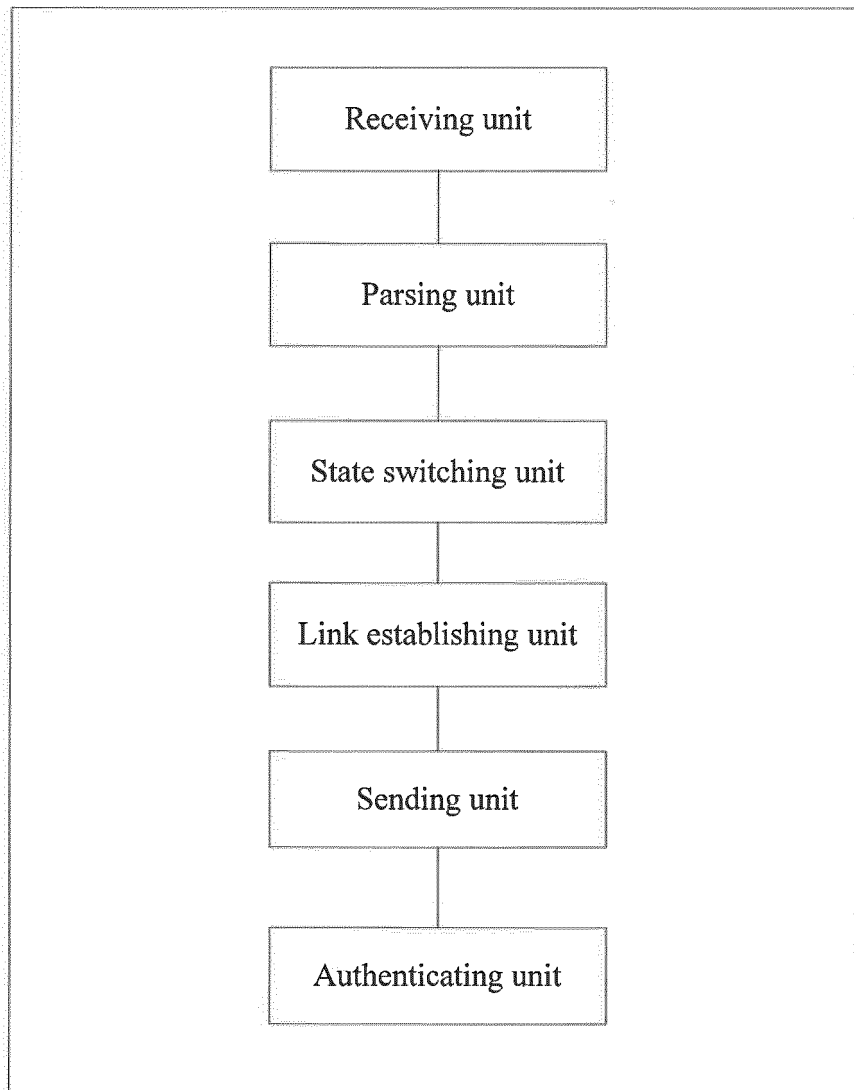 Receiving unit
Parsing unit
State switching unit
Link establishing unit
Sending unit
Authenticating unit